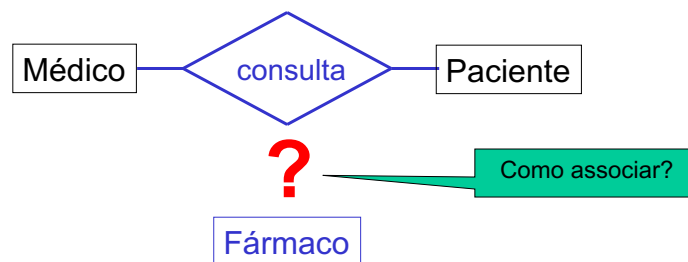 Médico
consulta
Paciente
?
Como associar?
Fármaco